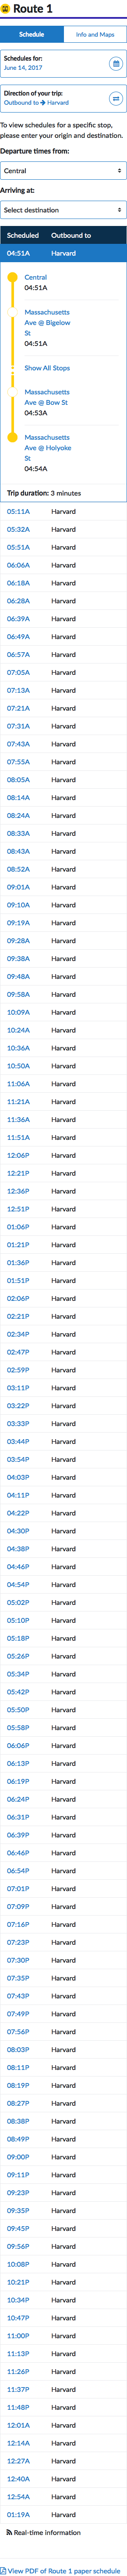 Route 1
Schedule
Info and Maps
Schedules for:
June 14, 2017
Direction of your trip:
Outbound to → Harvard
To view schedules for a specific stop,
please enter your origin and destination.
Departure times from:
Central
Arriving at:
Select destination
Scheduled Outbound to
04:51A Harvard
Central
04:51A
Massachusetts
Ave @ Bigelow
St
04:51A
Show All Stops
Massachusetts
Ave @ Bow St
04:53A
Massachusetts
Ave @ Holyoke
St
04:54A
Trip duration: 3 minutes
05:11A Harvard
05:32A Harvard
05:51A Harvard
06:06A Harvard
06:18A Harvard
06:28A Harvard
06:39A Harvard
06:49A Harvard
06:57A Harvard
07:05A Harvard
07:13A Harvard
07:21A Harvard
07:31A Harvard
07:43A Harvard
07:55A Harvard
08:05A Harvard
08:14A Harvard
08:24A Harvard
08:33A Harvard
08:43A Harvard
08:52A Harvard
09:01A Harvard
09:10A Harvard
09:19A Harvard
09:28A Harvard
09:38A Harvard
09:48A Harvard
09:58A Harvard
10:09A Harvard
10:24A Harvard
10:36A Harvard
10:50A Harvard
11:06A Harvard
11:21A Harvard
11:36A Harvard
11:51A Harvard
12:06P Harvard
12:21P Harvard
12:36P Harvard
12:51P Harvard
01:06P Harvard
01:21P Harvard
01:36P Harvard
01:51P Harvard
02:06P Harvard
02:21P Harvard
02:34P Harvard
02:47P Harvard
02:59P Harvard
03:11P Harvard
03:22P Harvard
03:33P Harvard
03:44P Harvard
03:54P Harvard
04:03P Harvard
04:11P Harvard
04:22P Harvard
04:30P Harvard
04:38P Harvard
04:46P Harvard
04:54P Harvard
05:02P Harvard
05:10P Harvard
05:18P Harvard
05:26P Harvard
05:34P Harvard
05:42P Harvard
05:50P Harvard
05:58P Harvard
06:06P Harvard
06:13P Harvard
06:19P Harvard
06:24P Harvard
06:31P Harvard
06:39P Harvard
06:46P Harvard
06:54P Harvard
07:01P Harvard
07:09P Harvard
07:16P Harvard
07:23P Harvard
07:30P Harvard
07:35P Harvard
07:43P Harvard
07:49P Harvard
07:56P Harvard
08:03P Harvard
08:11P Harvard
08:19P Harvard
08:27P Harvard
08:38P Harvard
08:49P Harvard
09:00P Harvard
09:11P Harvard
09:23P Harvard
09:35P Harvard
09:45P Harvard
09:56P Harvard
10:08P Harvard
10:21P Harvard
10:34P Harvard
10:47P Harvard
11:00P Harvard
11:13P Harvard
11:26P Harvard
11:37P Harvard
11:48P Harvard
12:01A Harvard
12:14A Harvard
12:27A Harvard
12:40A Harvard
12:54A Harvard
01:19A Harvard
Real-time information
View PDF of Route 1 paper schedule